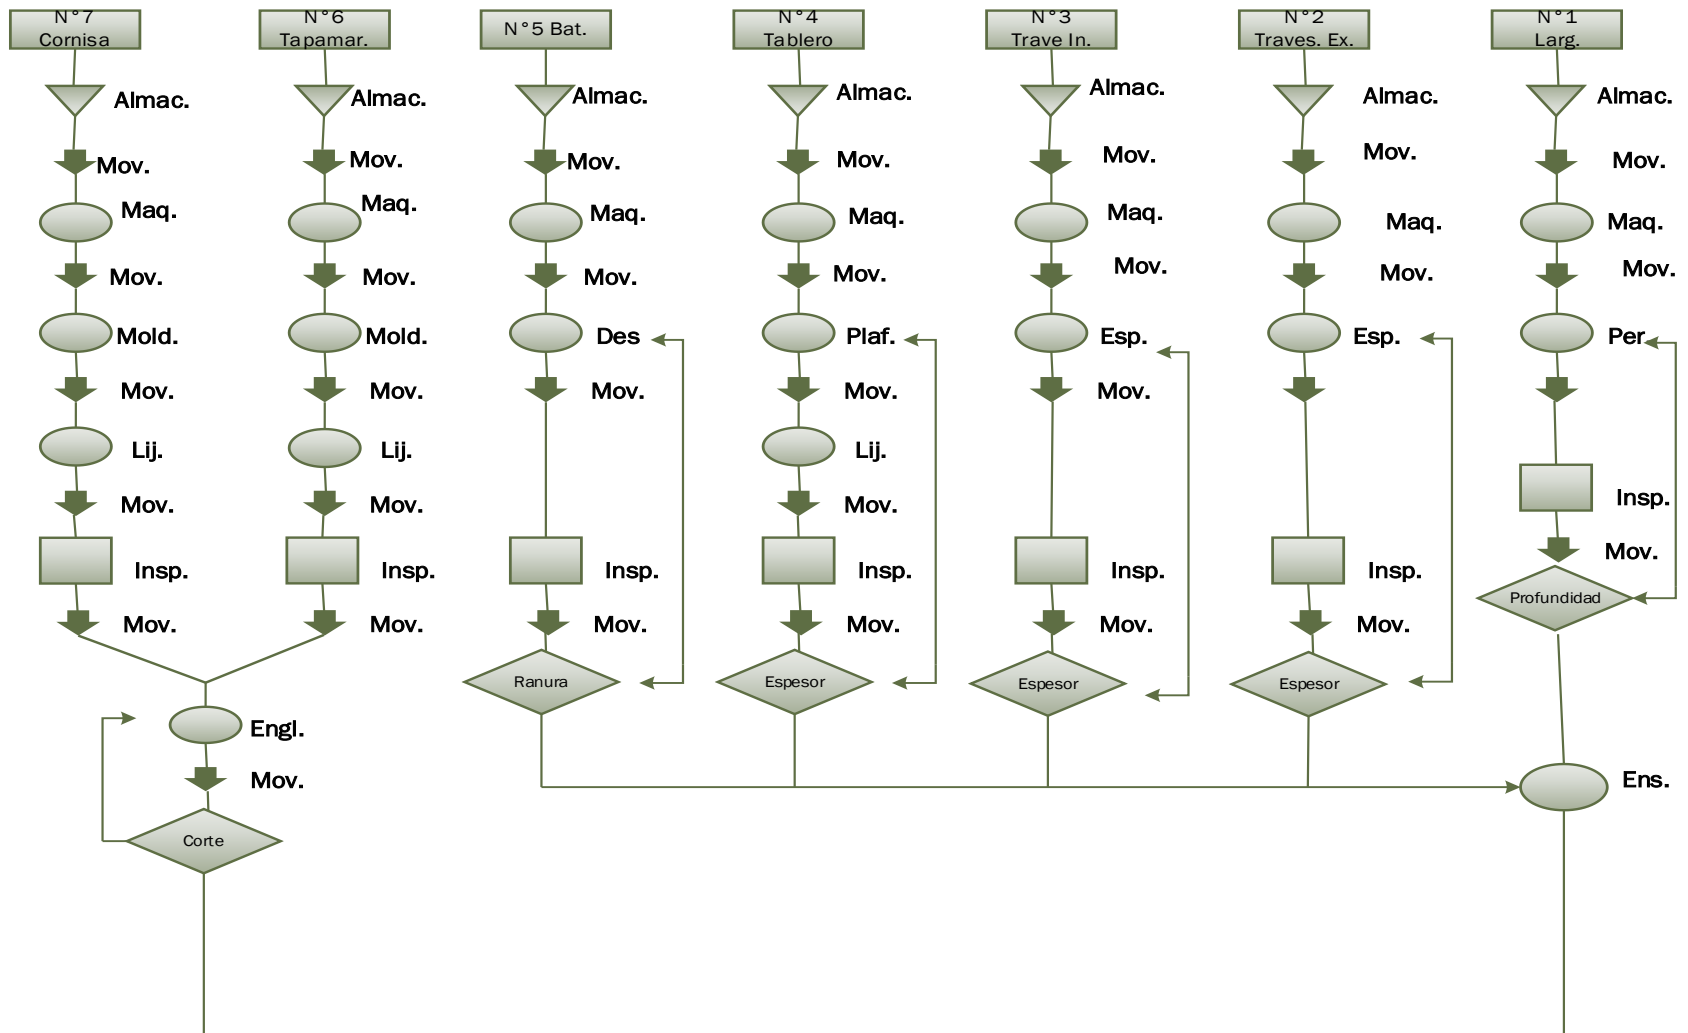 N°7
Cornisa
N°6
Tapamar.
N°5 Bat.
N°4
Tablero
N°3
Trave In.
N°2
Traves. Ex.
N°1
Larg.
Almac.
Almac.
Almac.
Almac.
Almac.
Almac.
Almac.
Mov.
Mov.
Mov.
Mov.
Mov.
Mov.
Mov.
Maq.
Maq.
Maq.
Maq.
Maq.
Maq.
Maq.
Mov.
Mov.
Mov.
Mov.
Mov.
Mov.
Mov.
Mold.
Mold.
Des
Plaf.
Esp.
Esp.
Per
Mov.
Mov.
Mov.
Mov.
Mov.
Lij.
Lij.
Lij.
Mov.
Mov.
Mov.
Insp.
Mov.
Insp.
Insp.
Insp.
Insp.
Insp.
Insp.
Profundidad
Mov.
Mov.
Mov.
Mov.
Mov.
Mov.
Ranura
Espesor
Espesor
Espesor
Engl.
Mov.
Ens.
Corte